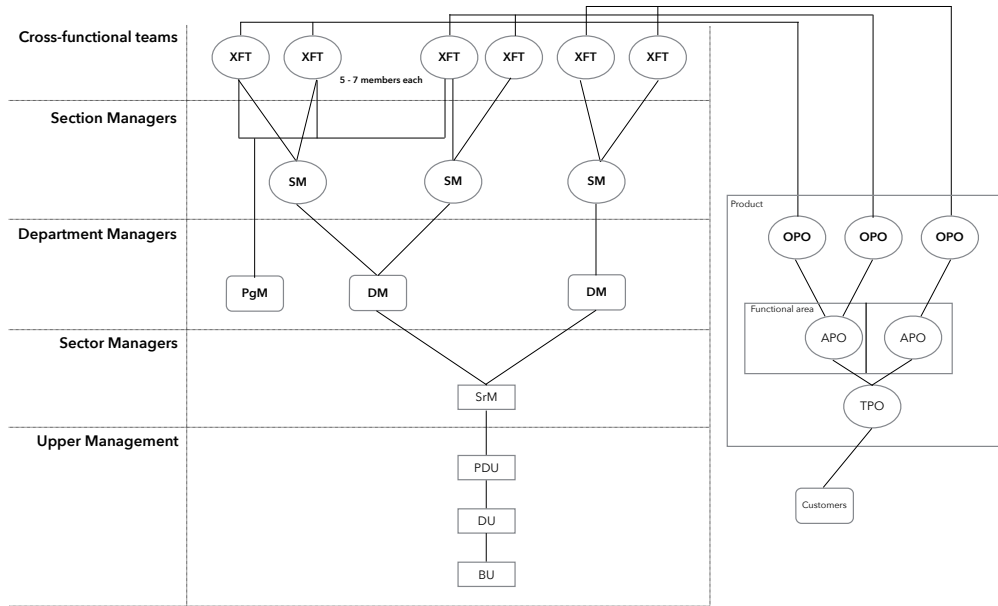 Cross-functional teams
XFT
XFT
XFT
XFT
XFT
XFT
5 - 7 members each
Section Managers
SM
SM
SM
Product
Department Managers
OPO
OPO
OPO
PgM
DM
DM
Functional area
Sector Managers
APO
APO
SrM
TPO
Upper Management
PDU
Customers
DU
BU